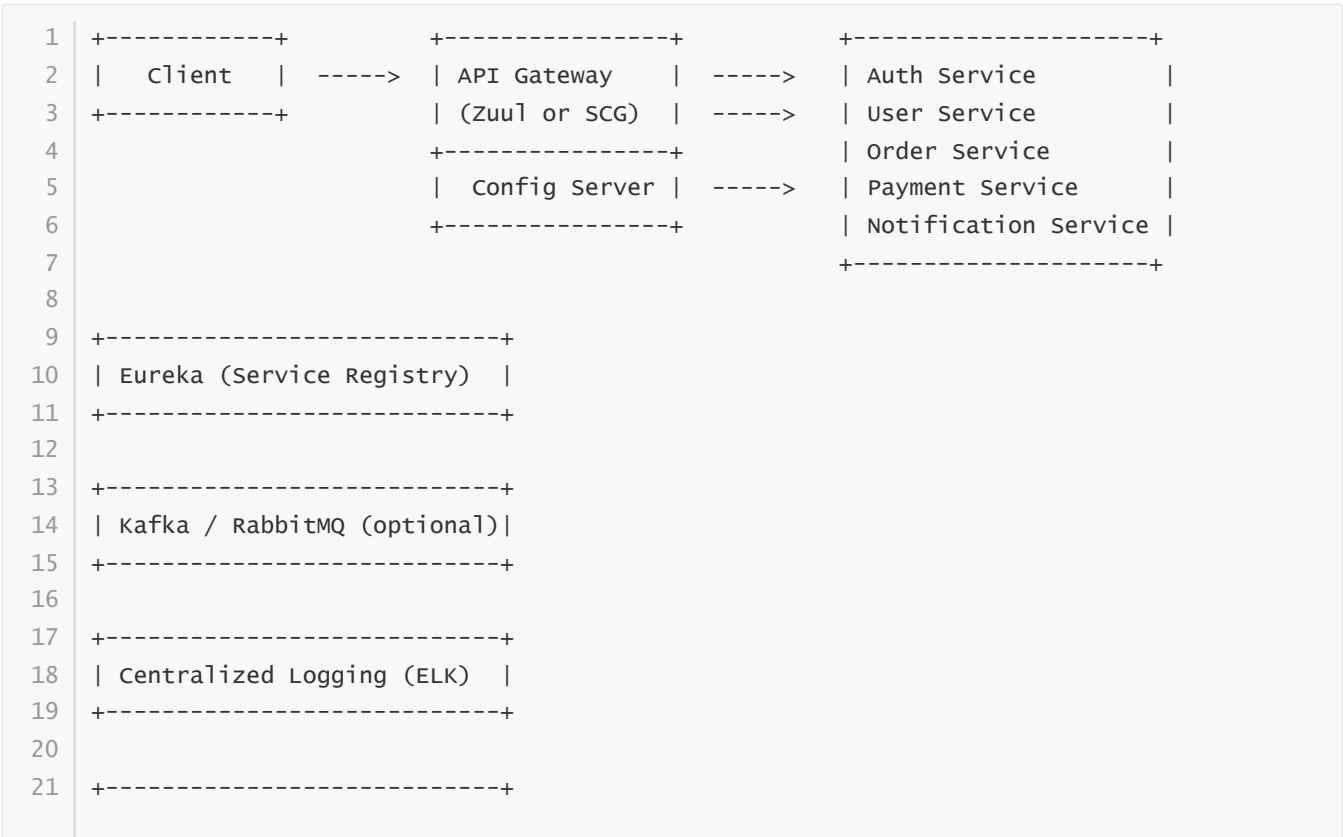 1 +------------+          +----------------+           +---------------------+
2 |   Client   |  ----->  | API Gateway    |  ----->   | Auth Service         |
3 +------------+          | (Zuul or SCG)  |  ----->   | User Service         |
4                         +----------------+           | Order Service        |
5                         |  Config Server |  ----->   | Payment Service      |
6                         +----------------+           | Notification Service |
7                                                      +---------------------+
8
9 +----------------------------+
10 | Eureka (Service Registry)  |
11 +----------------------------+
12
13 +----------------------------+
14 | Kafka / RabbitMQ (optional)|
15 +----------------------------+
16
17 +----------------------------+
18 | Centralized Logging (ELK)  |
19 +----------------------------+
20
21 +----------------------------+